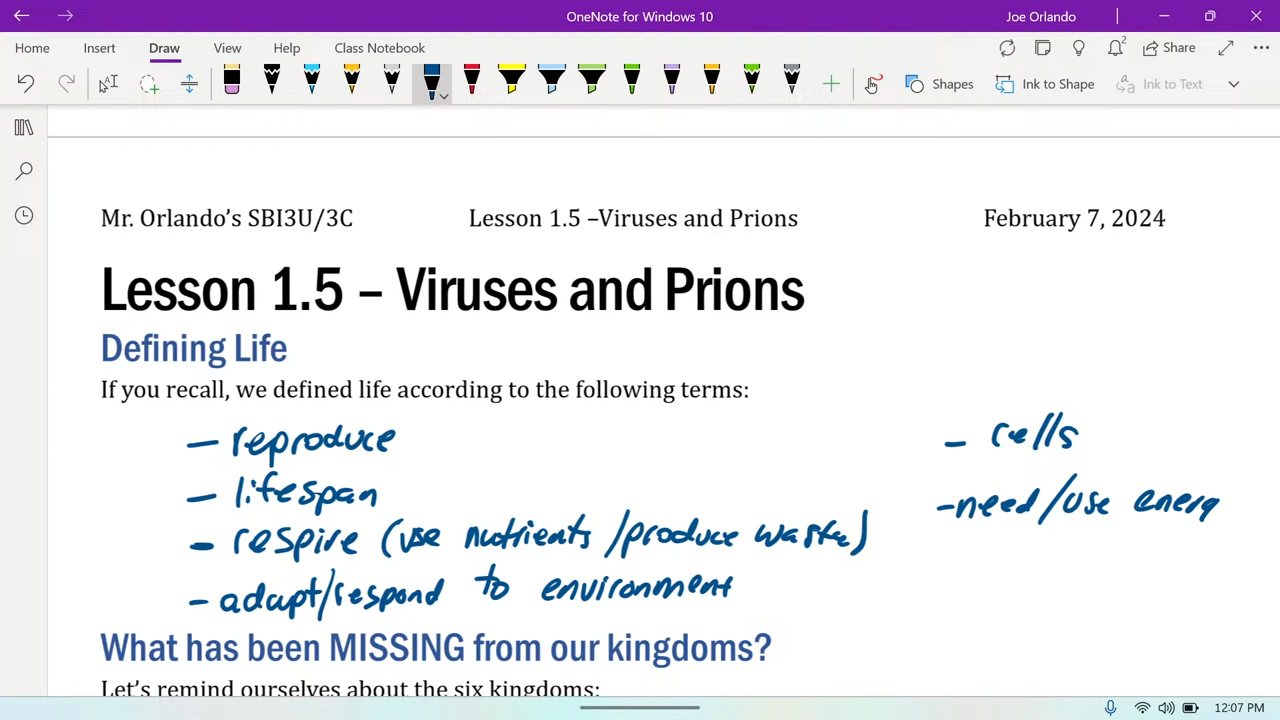 OneNote for Windows 10
Joe Orlando
Home Insert Draw View Help Class Notebook
2 Share
Shapes Ink to Shape Ink to Text
Mr. Orlando’s SBI3U/3C Lesson 1.5 –Viruses and Prions February 7, 2024
Lesson 1.5 – Viruses and Prions
Defining Life
If you recall, we defined life according to the following terms:
– reproduce
– lifespan
– respire (use nutrients/produce waste)
– adapt/respond to environment
– cells
–need/use energ
What has been MISSING from our kingdoms?
Let’s remind ourselves about the six kingdoms:
12:07 PM